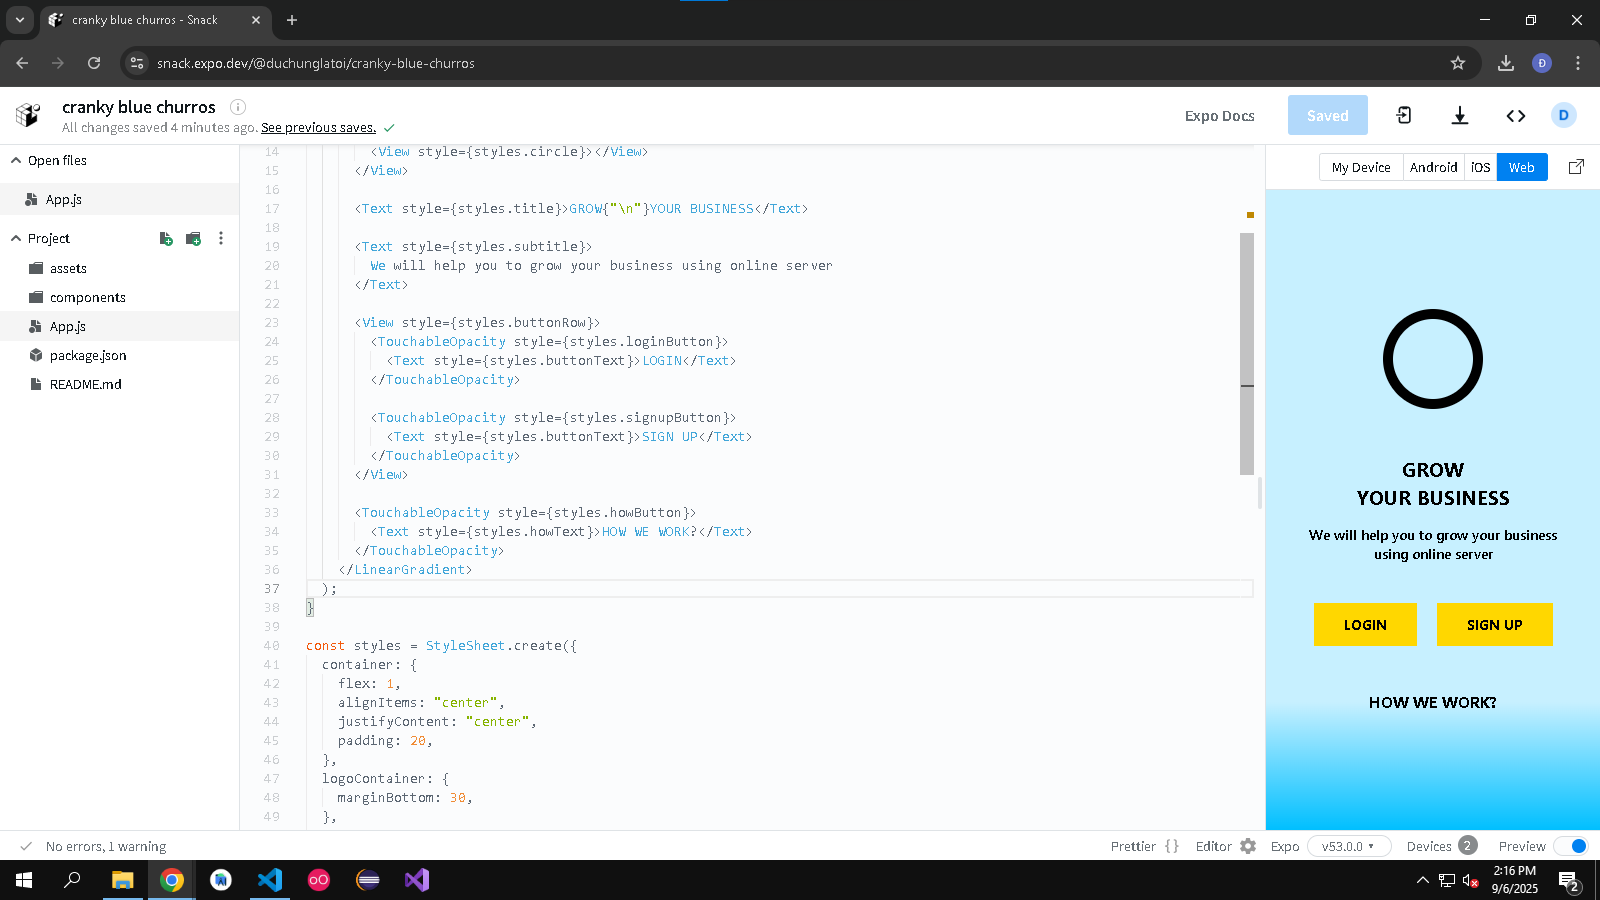 cranky blue churros - Snack
snack.expo.dev/@duchunglatoi/cranky-blue-churros
Đ
cranky blue churros
All changes saved 4 minutes ago. See previous saves.
Expo Docs
Saved
D
Open files
App.js
Project
assets
components
App.js
package.json
README.md
14 <View style={styles.circle}></View>
15 </View>
16
17 <Text style={styles.title}>GROW{"\n"}YOUR BUSINESS</Text>
18
19 <Text style={styles.subtitle}>
20 We will help you to grow your business using online server
21 </Text>
22
23 <View style={styles.buttonRow}>
24 <TouchableOpacity style={styles.loginButton}>
25 <Text style={styles.buttonText}>LOGIN</Text>
26 </TouchableOpacity>
27
28 <TouchableOpacity style={styles.signupButton}>
29 <Text style={styles.buttonText}>SIGN UP</Text>
30 </TouchableOpacity>
31 </View>
32
33 <TouchableOpacity style={styles.howButton}>
34 <Text style={styles.howText}>HOW WE WORK?</Text>
35 </TouchableOpacity>
36 </LinearGradient>
37 );
38 }
39
40 const styles = StyleSheet.create({
41 container: {
42 flex: 1,
43 alignItems: "center",
44 justifyContent: "center",
45 padding: 20,
46 },
47 logoContainer: {
48 marginBottom: 30,
49 },
My Device Android iOS Web
GROW
YOUR BUSINESS
We will help you to grow your business
using online server
LOGIN SIGN UP
HOW WE WORK?
No errors, 1 warning
Prettier {} Editor Expo v53.0.0 Devices 2 Preview
2:16 PM
9/6/2025
2